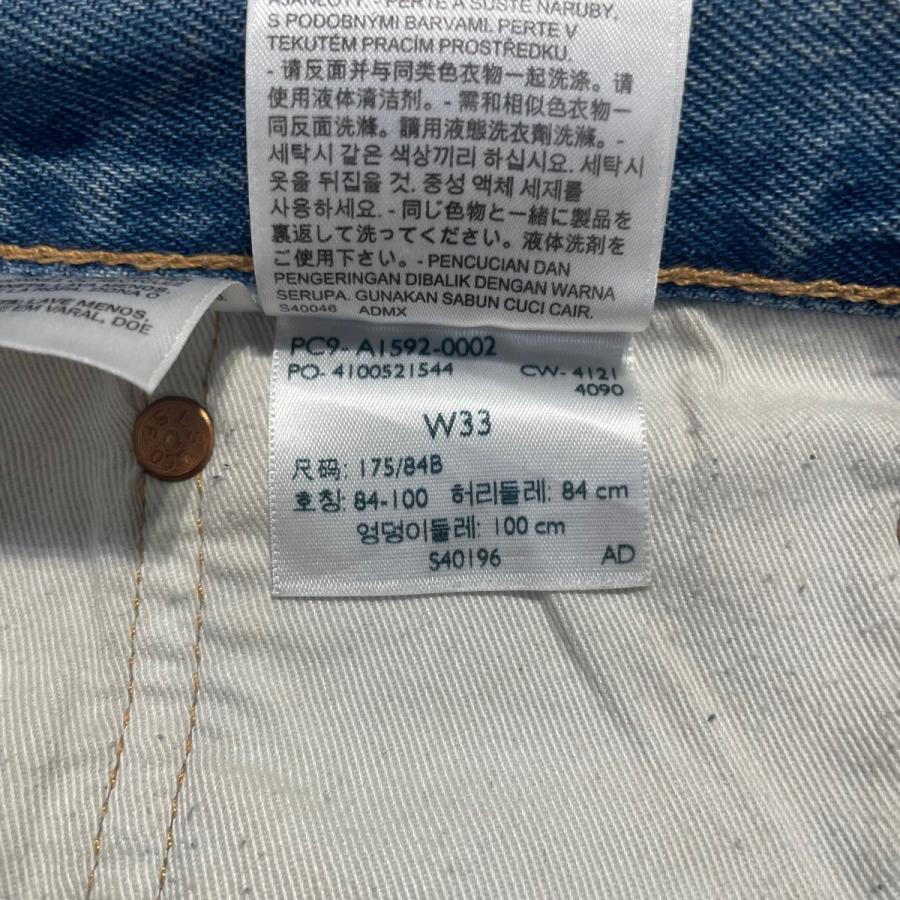 AJANLOTT. - PERTE A SUŠTE NARUBY,
S PODOBNÝMI BARVAMI. PERTE V
TEKUTÉM PRACÍM PROSTŘEDKU.
- 请反面并与同类色衣物一起洗涤。请
使用液体清洁剂。- 需和相似色衣物一
同反面洗滌。請用液態洗衣劑洗滌。-
세탁시 같은 색상끼리 하십시요. 세탁시
옷을 뒤집을 것. 중성 액체 세제를
사용하세요. - 同じ色物と一緒に製品を
裏返して洗ってください。液体洗剤を
ご使用下さい。- PENCUCIAN DAN
PENGERINGAN DIBALIK DENGAN WARNA
SERUPA. GUNAKAN SABUN CUCI CAIR.
S40046 ADMX
LAVE MENOS.
EM VARAL, DOE
PC9- A1592-0002
PO- 4100521544 CW- 4121
4090
W33
尺码: 175/84B
호칭: 84-100 허리둘레: 84 cm
엉덩이둘레: 100 cm
S40196 AD